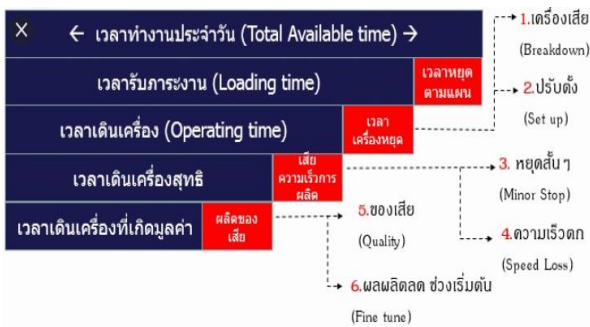 X ← เวลาทำงานประจำวัน (Total Available time) →
เวลารับภาระงาน (Loading time)
เวลาหยุด
ตามแผน
เวลาเดินเครื่อง (Operating time)
เวลา
เครื่องหยุด
เวลาเดินเครื่องสุทธิ
เสีย
ความเร็วการ
ผลิต
เวลาเดินเครื่องที่เกิดมูลค่า
ผลิตของ
เสีย
1.เครื่องเสีย
(Breakdown)
2.ปรับตั้ง
(Set up)
3. หยุดสั้น ๆ
(Minor Stop)
4.ความเร็วตก
(Speed Loss)
5.ของเสีย
(Quality)
6.ผลผลิตลด ช่วงเริ่มต้น
(Fine tune)